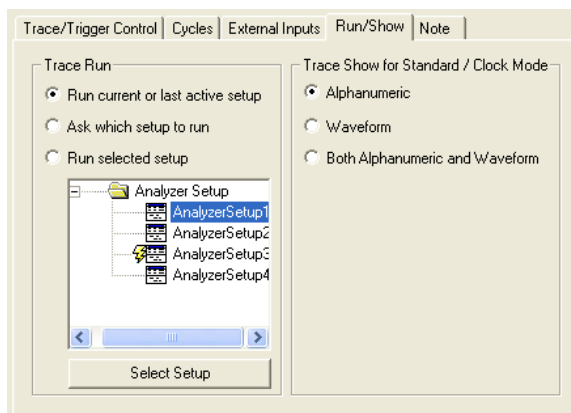 Trace/Trigger Control Cycles External Inputs Run/Show Note
Trace Run
Run current or last active setup
Ask which setup to run
Run selected setup
Analyzer Setup
AnalyzerSetup1
AnalyzerSetup2
AnalyzerSetup3
AnalyzerSetup4
Select Setup
Trace Show for Standard / Clock Mode
Alphanumeric
Waveform
Both Alphanumeric and Waveform